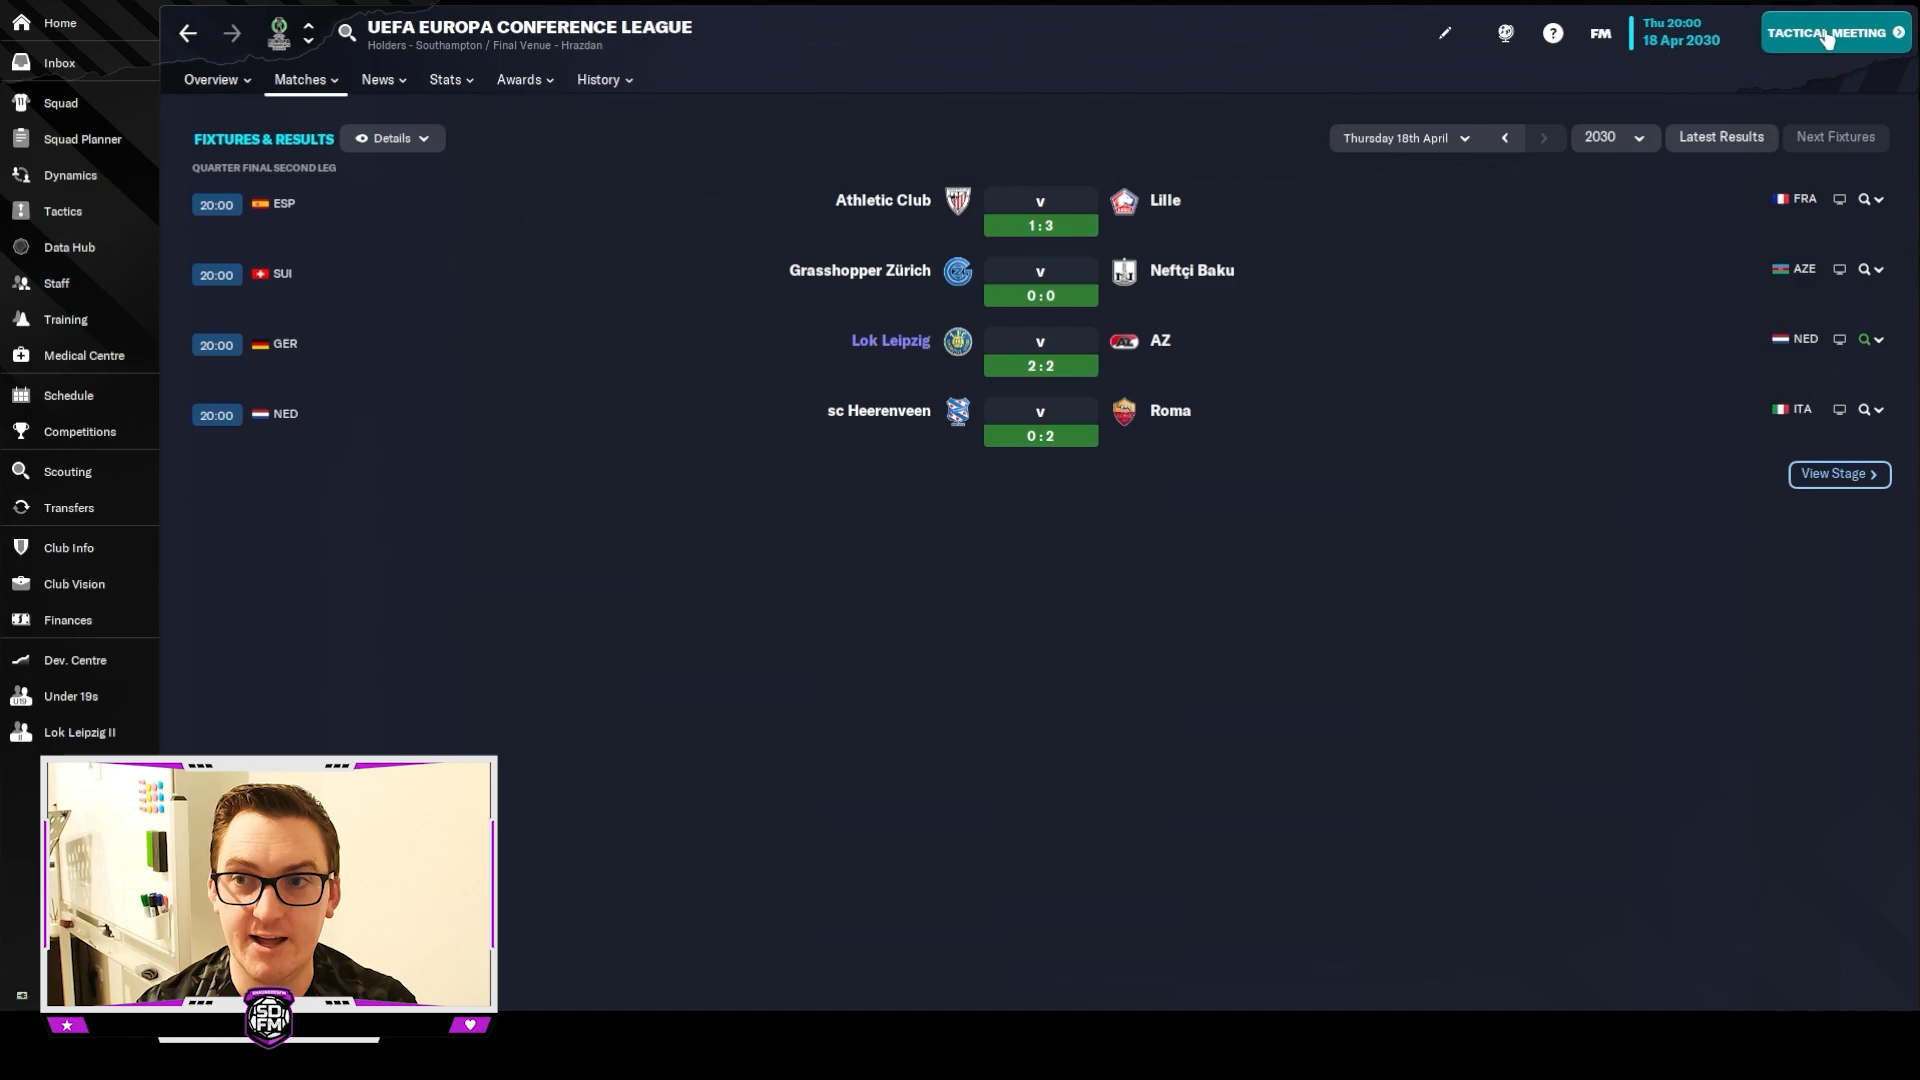 Home
Inbox
Squad
Squad Planner
Dynamics
Tactics
Data Hub
Staff
Training
Medical Centre
Schedule
Competitions
Scouting
Transfers
Club Info
Club Vision
Finances
Dev. Centre
Under 19s
Lok Leipzig II
UEFA EUROPA CONFERENCE LEAGUE
Holders - Southampton / Final Venue - Hrazdan
FM
Thu 20:00
18 Apr 2030
TACTICAL MEETING
Overview Matches News Stats Awards History
FIXTURES & RESULTS Details Thursday 18th April 2030 Latest Results Next Fixtures
QUARTER FINAL SECOND LEG
20:00 ESP Athletic Club v Lille FRA
1 : 3
20:00 SUI Grasshopper Zürich v Neftçi Baku AZE
0 : 0
20:00 GER Lok Leipzig v AZ NED
2 : 2
20:00 NED sc Heerenveen v Roma ITA
0 : 2
View Stage
SD
FM